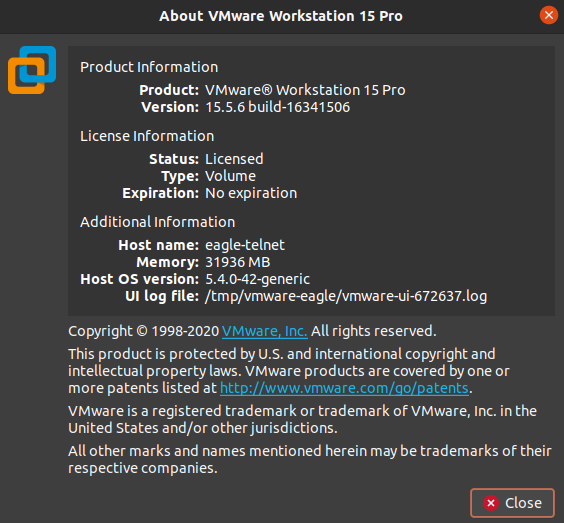 About VMware Workstation 15 Pro
Product Information
Product: VMware® Workstation 15 Pro
Version: 15.5.6 build-16341506
License Information
Status: Licensed
Type: Volume
Expiration: No expiration
Additional Information
Host name: eagle-telnet
Memory: 31936 MB
Host OS version: 5.4.0-42-generic
UI log file: /tmp/vmware-eagle/vmware-ui-672637.log
Copyright © 1998-2020 VMware, Inc. All rights reserved.
This product is protected by U.S. and international copyright and
intellectual property laws. VMware products are covered by one or
more patents listed at http://www.vmware.com/go/patents.
VMware is a registered trademark or trademark of VMware, Inc. in the
United States and/or other jurisdictions.
All other marks and names mentioned herein may be trademarks of their
respective companies.
Close